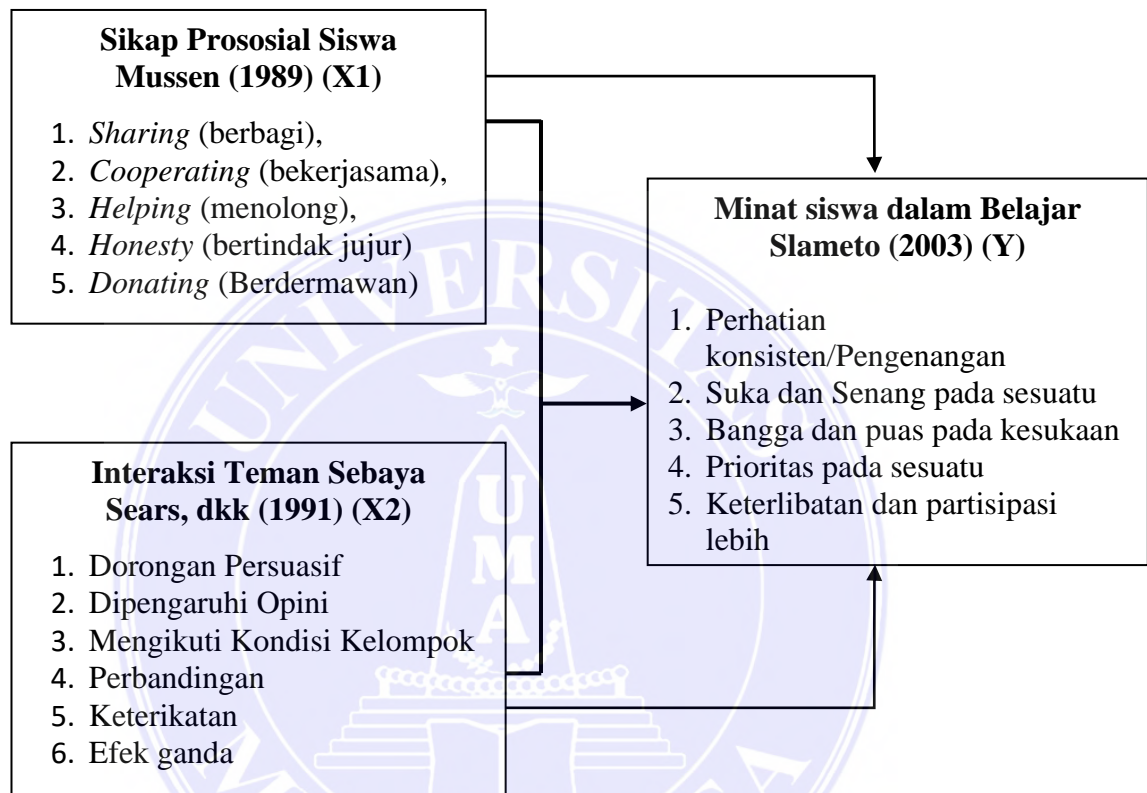 Sikap Prososial Siswa
Mussen (1989) (X1)
1. Sharing (berbagi),
2. Cooperating (bekerjasama),
3. Helping (menolong),
4. Honesty (bertindak jujur)
5. Donating (Berdermawan)
Minat siswa dalam Belajar
Slameto (2003) (Y)
1. Perhatian
konsisten/Pengenangan
2. Suka dan Senang pada sesuatu
3. Bangga dan puas pada kesukaan
4. Prioritas pada sesuatu
5. Keterlibatan dan partisipasi
lebih
Interaksi Teman Sebaya
Sears, dkk (1991) (X2)
1. Dorongan Persuasif
2. Dipengaruhi Opini
3. Mengikuti Kondisi Kelompok
4. Perbandingan
5. Keterikatan
6. Efek ganda
UNIVERSITAS
UMA